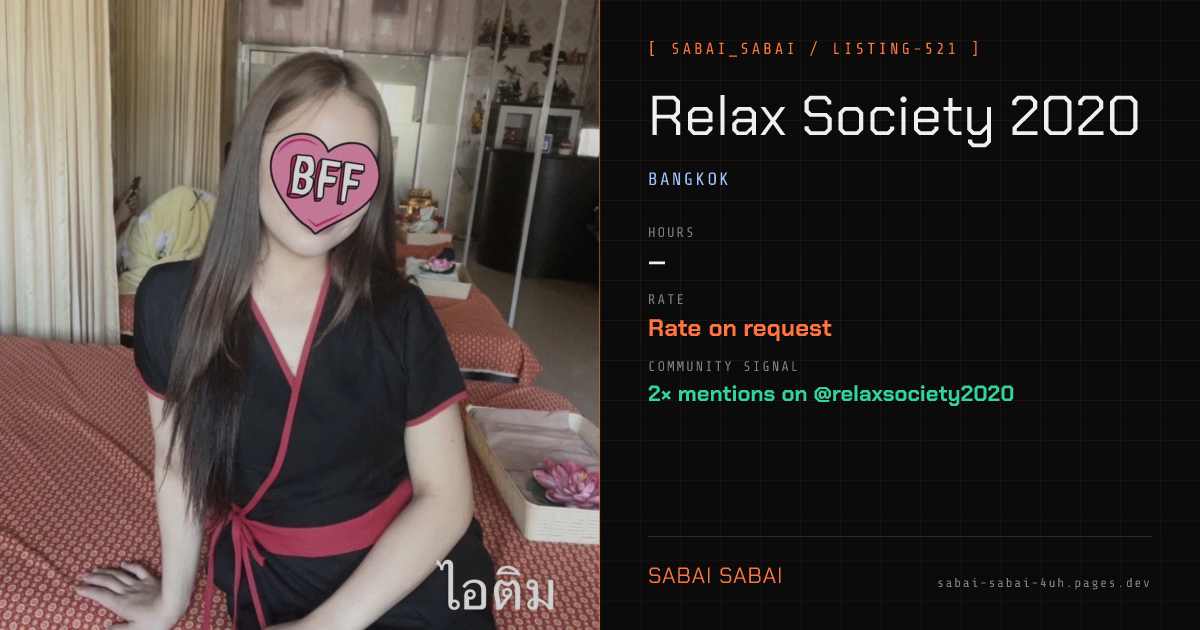 BFF
ไอติม
[ SABAI_SABAI / LISTING-521 ]
Relax Society 2020
BANGKOK
HOURS
—
RATE
Rate on request
COMMUNITY SIGNAL
2× mentions on @relaxsociety2020
SABAI SABAI
sabai-sabai-4uh.pages.dev